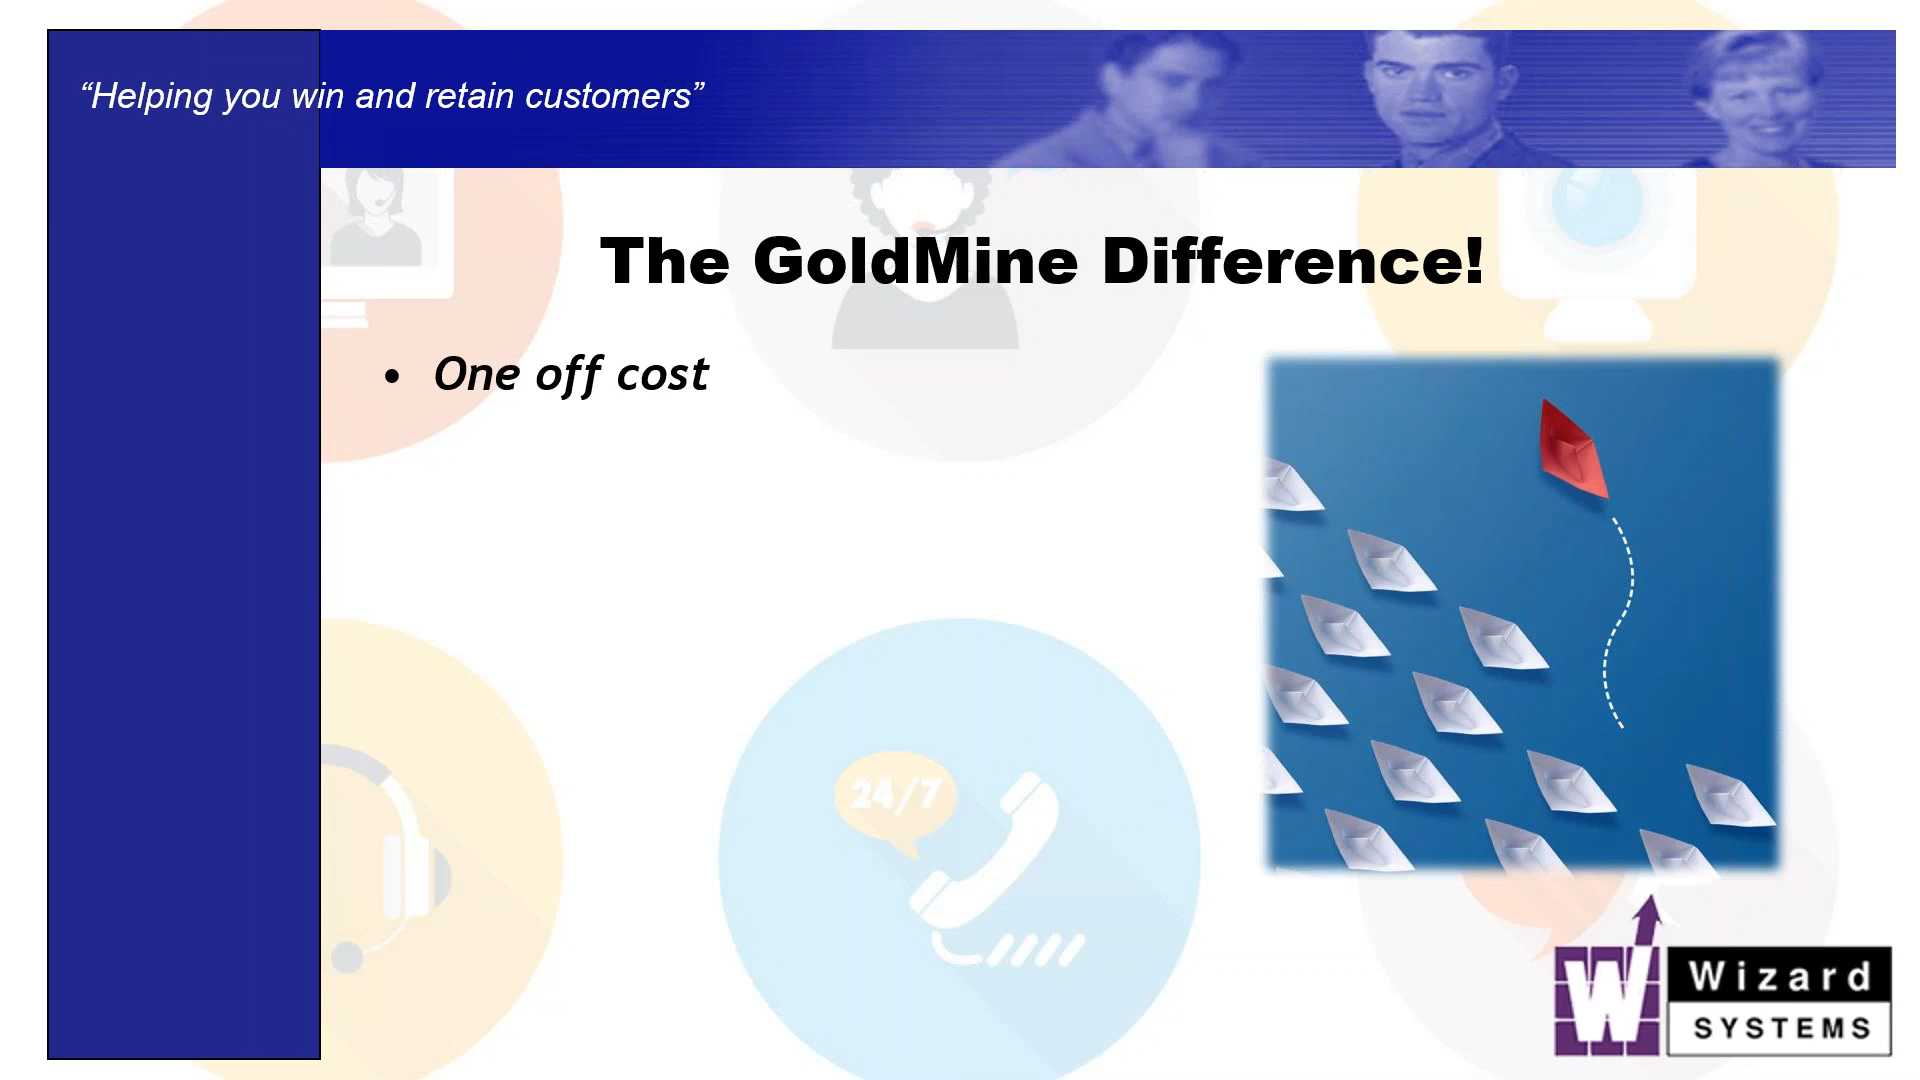 “Helping you win and retain customers”
The GoldMine Difference!
• One off cost
24/7
W
Wizard
SYSTEMS